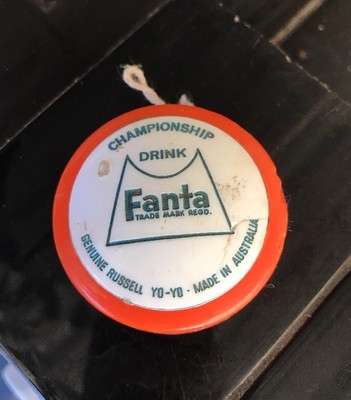 CHAMPIONSHIP
DRINK
Fanta
TRADE MARK REGD.
GENUINE RUSSELL YO-YO · MADE IN AUSTRALIA